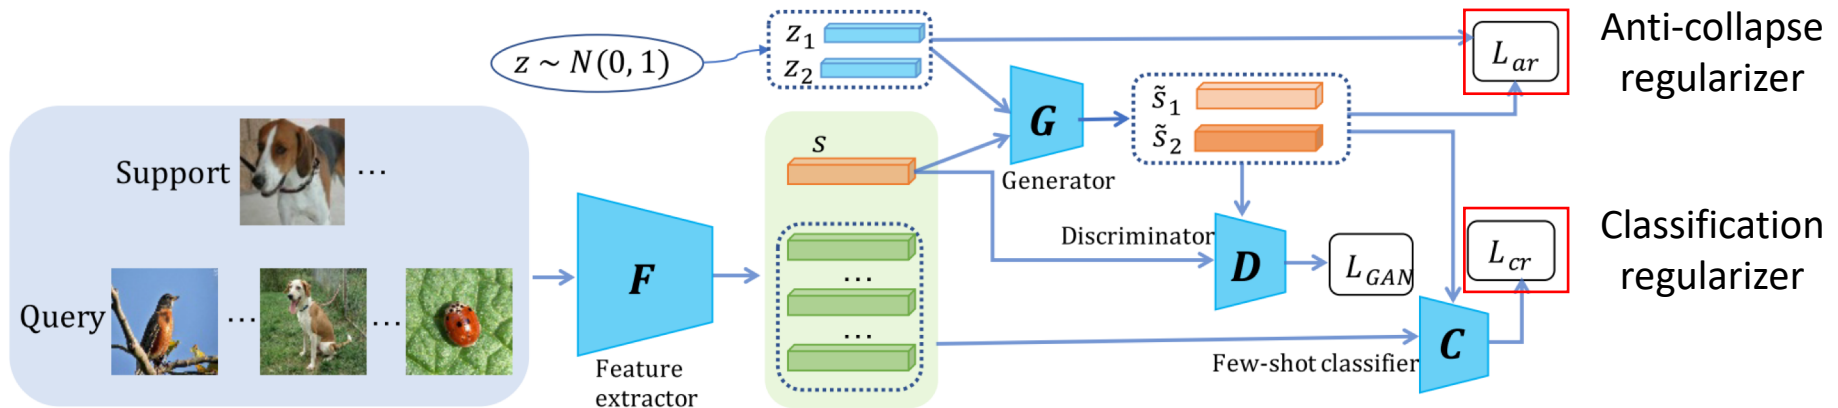 z ~ N(0, 1)
z₁
z₂
G
Generator
s̃₁
s̃₂
L_ar
Anti-collapse
regularizer
Support
...
Query
...
...
F
Feature
extractor
s
...
...
Discriminator
D
L_GAN
L_cr
Classification
regularizer
Few-shot classifier
C